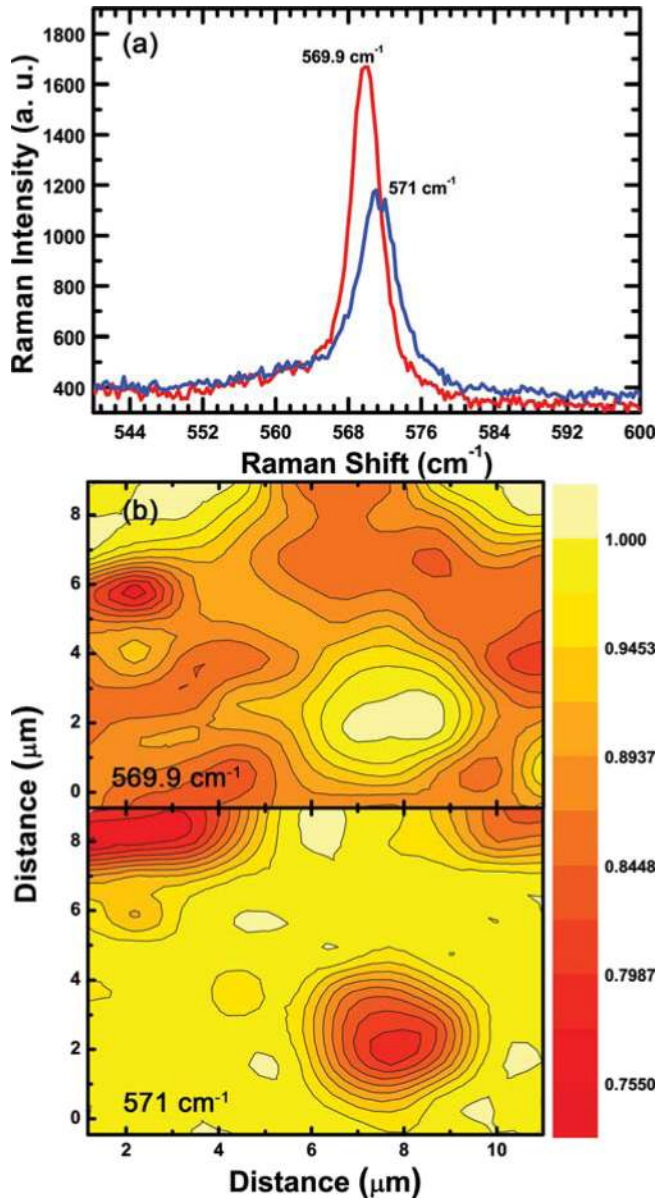 (a)
569.9 cm⁻¹
571 cm⁻¹
Raman Intensity (a. u.)
1800
1600
1400
1200
1000
800
600
400
544 552 560 568 576 584 592 600
Raman Shift (cm⁻¹)
(b)
8
6
4
2
0
569.9 cm⁻¹
8
6
4
2
0
571 cm⁻¹
Distance (μm)
2 4 6 8 10
Distance (μm)
1.000
0.9453
0.8937
0.8448
0.7987
0.7550